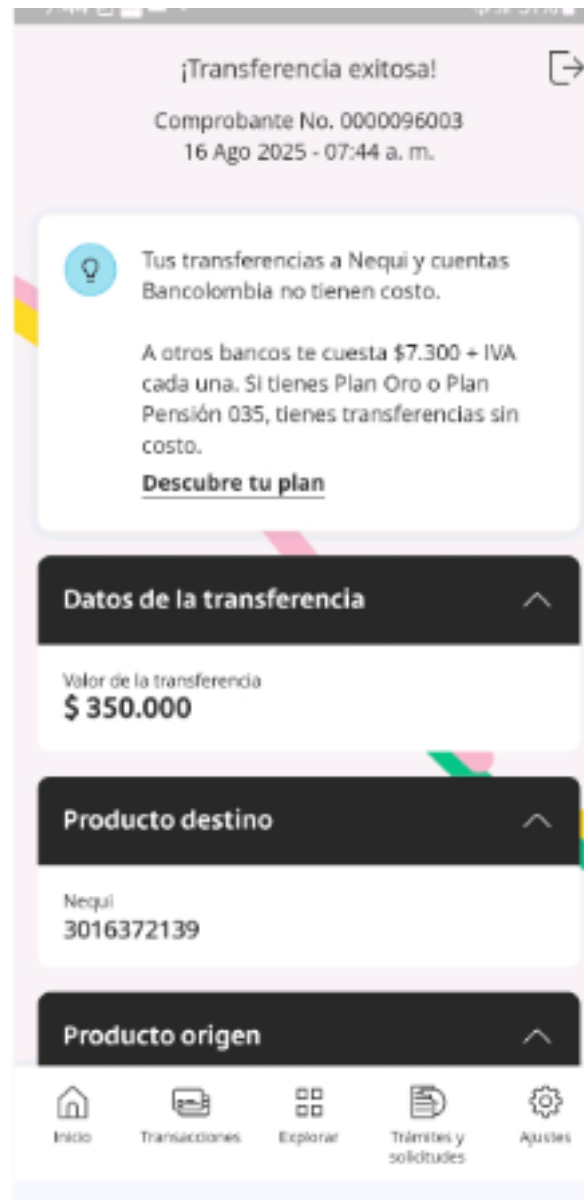 ¡Transferencia exitosa!
Comprobante No. 0000096003
16 Ago 2025 - 07:44 a. m.
Tus transferencias a Nequi y cuentas
Bancolombia no tienen costo.
A otros bancos te cuesta $7.300 + IVA
cada una. Si tienes Plan Oro o Plan
Pensión 035, tienes transferencias sin
costo.
Descubre tu plan
Datos de la transferencia
Valor de la transferencia
$ 350.000
Producto destino
Nequi
3016372139
Producto origen
Inicio
Transacciones
Explorar
Trámites y
solicitudes
Ajustes